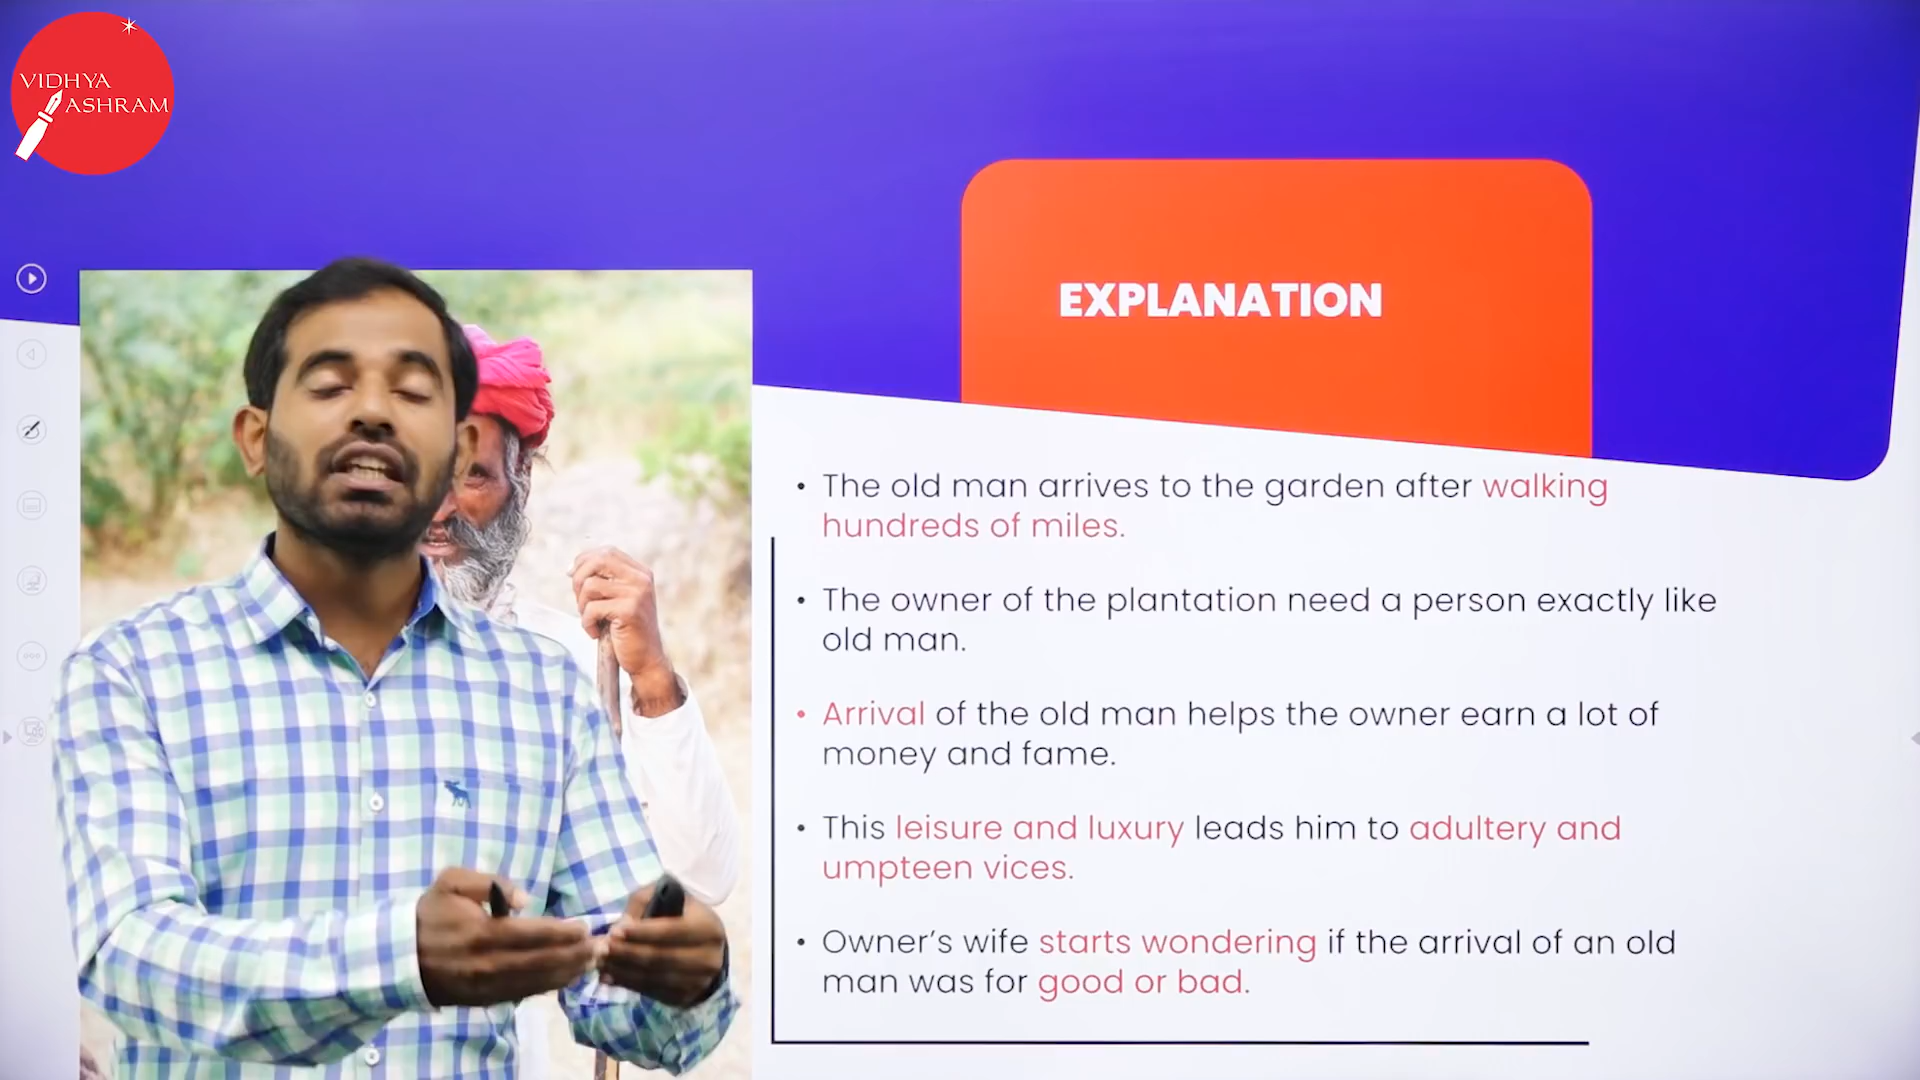 VIDHYA
ASHRAM
EXPLANATION
• The old man arrives to the garden after walking
hundreds of miles.
• The owner of the plantation need a person exactly like
old man.
• Arrival of the old man helps the owner earn a lot of
money and fame.
• This leisure and luxury leads him to adultery and
umpteen vices.
• Owner's wife starts wondering if the arrival of an old
man was for good or bad.